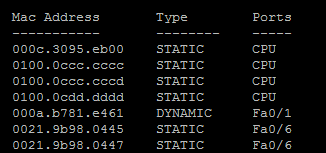 Mac Address Type Ports
----------- -------- -----
000c.3095.eb00 STATIC CPU
0100.0ccc.cccc STATIC CPU
0100.0ccc.cccd STATIC CPU
0100.0cdd.dddd STATIC CPU
000a.b781.e461 DYNAMIC Fa0/1
0021.9b98.0445 STATIC Fa0/6
0021.9b98.0447 STATIC Fa0/6